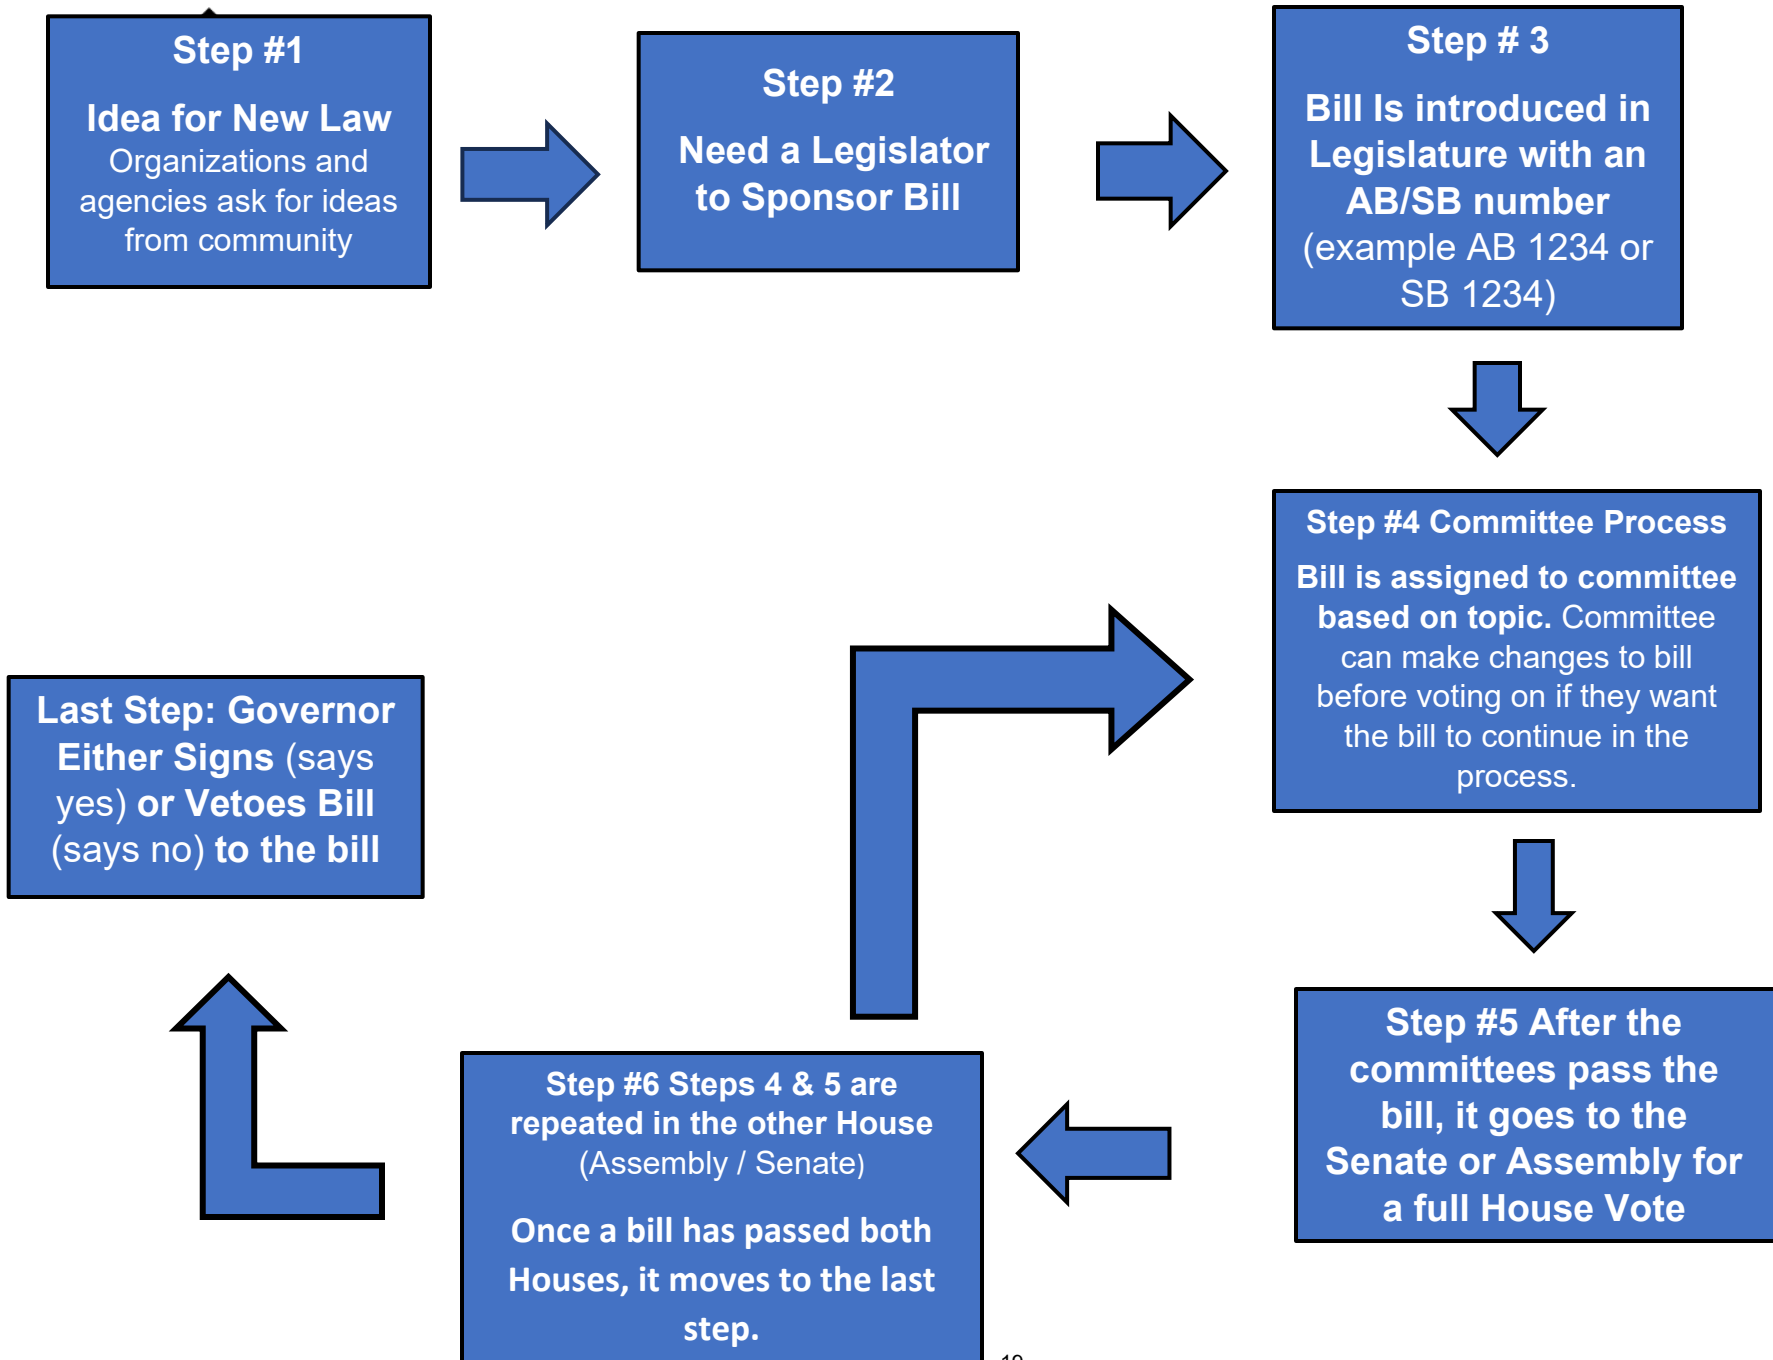 Step #1
Idea for New Law
Organizations and
agencies ask for ideas
from community
Step #2
Need a Legislator
to Sponsor Bill
Step # 3
Bill Is introduced in
Legislature with an
AB/SB number
(example AB 1234 or
SB 1234)
Step #4 Committee Process
Bill is assigned to committee
based on topic. Committee
can make changes to bill
before voting on if they want
the bill to continue in the
process.
Step #5 After the
committees pass the
bill, it goes to the
Senate or Assembly for
a full House Vote
Step #6 Steps 4 & 5 are
repeated in the other House
(Assembly / Senate)
Once a bill has passed both
Houses, it moves to the last
step.
Last Step: Governor
Either Signs (says
yes) or Vetoes Bill
(says no) to the bill